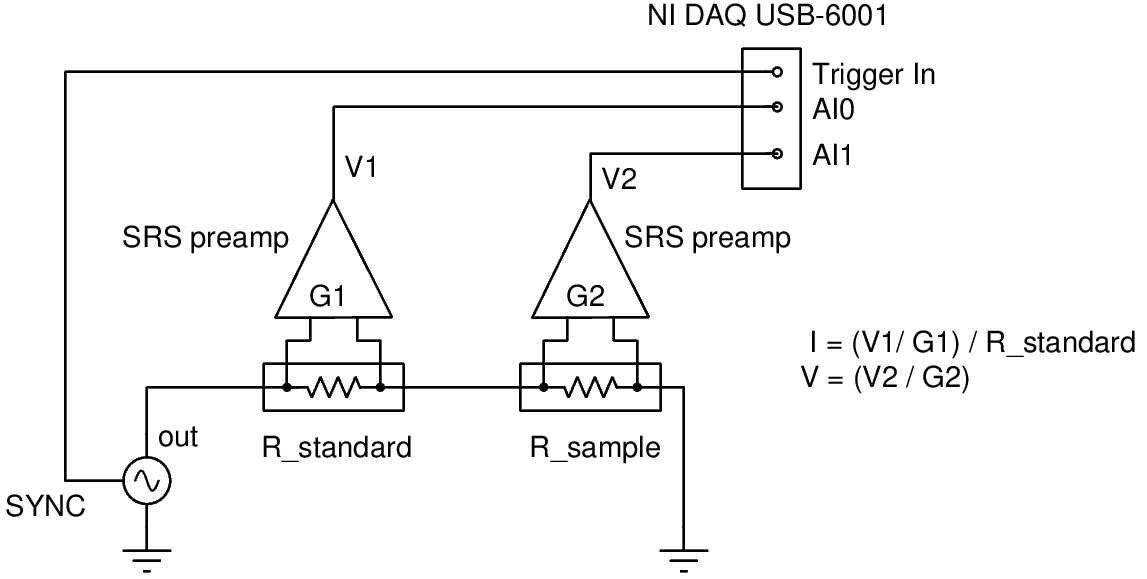 NI DAQ USB-6001
Trigger In
AI0
AI1
V1
V2
SRS preamp
SRS preamp
G1
G2
I = (V1/ G1) / R_standard
V = (V2 / G2)
out
R_standard
R_sample
SYNC